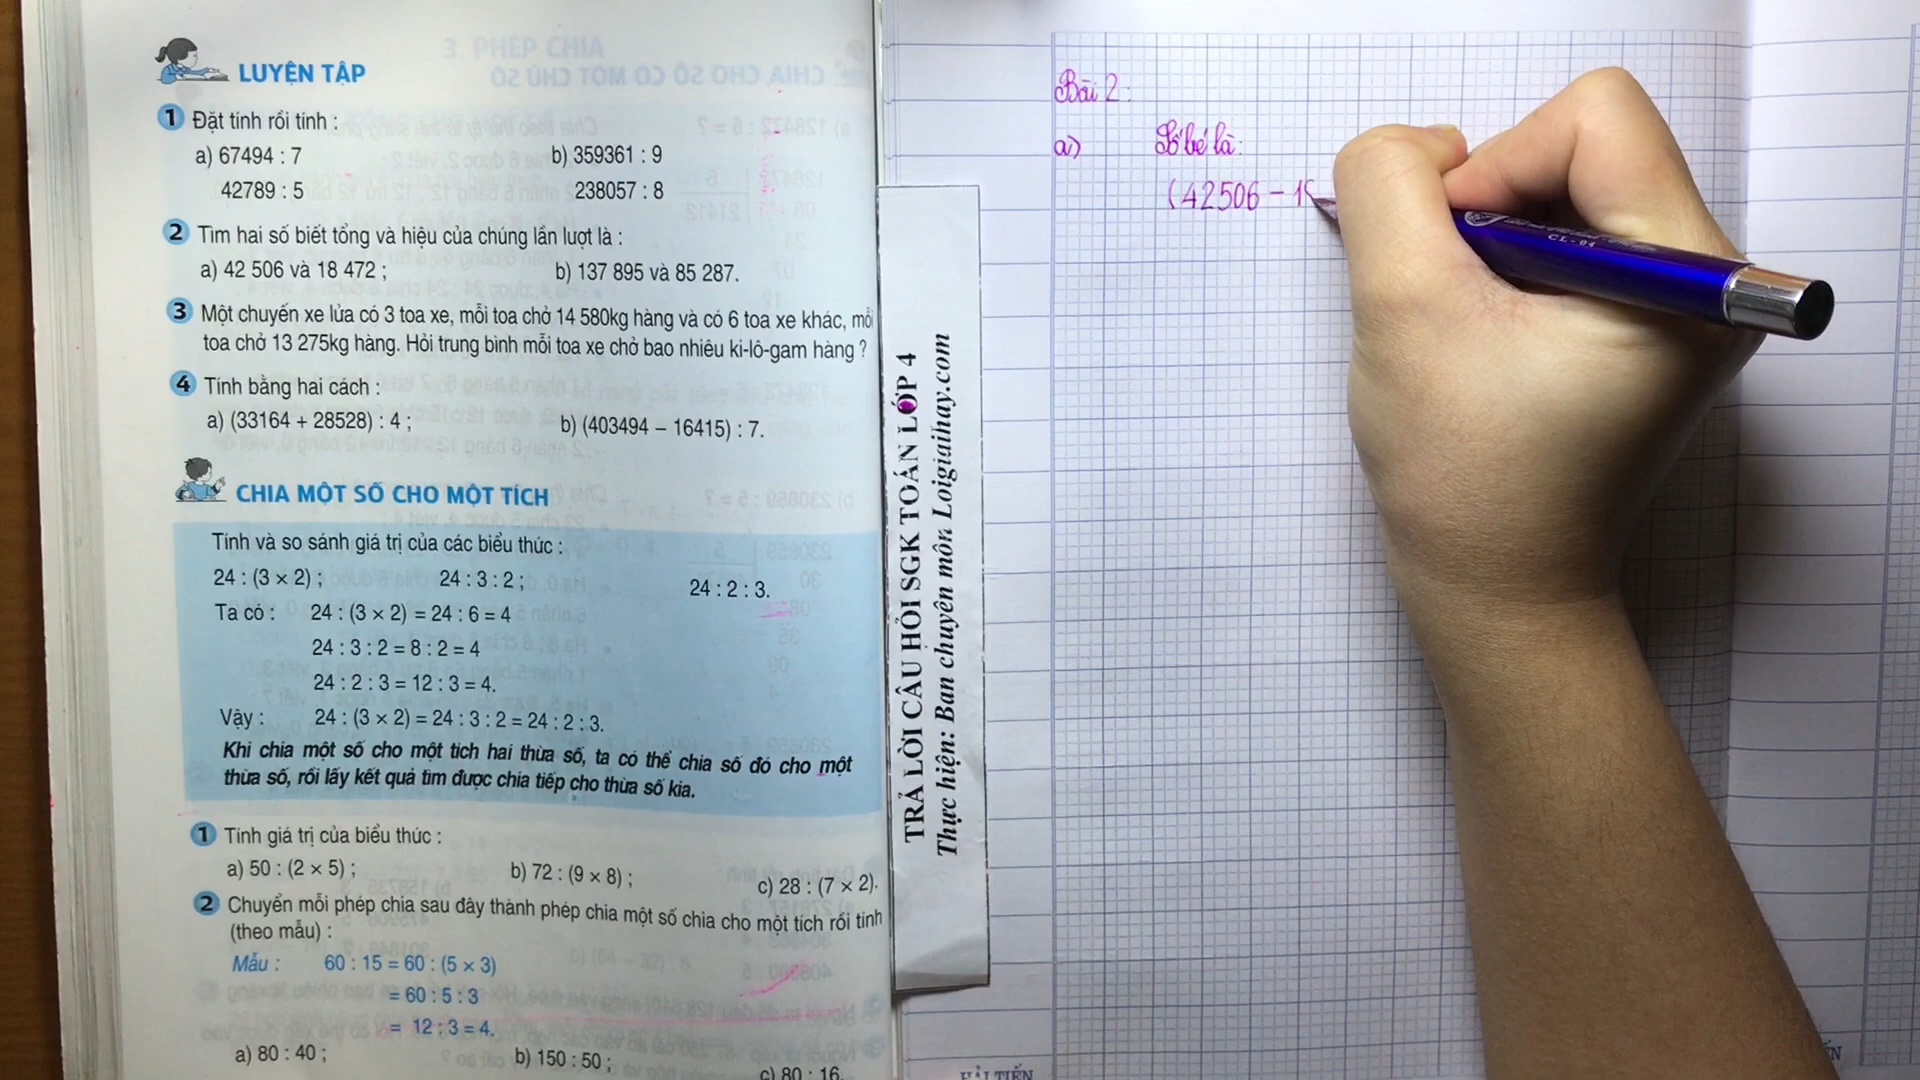 LUYỆN TẬP
1 Đặt tính rồi tính :
a) 67494 : 7 b) 359361 : 9
42789 : 5 238057 : 8
2 Tìm hai số biết tổng và hiệu của chúng lần lượt là :
a) 42 506 và 18 472 ; b) 137 895 và 85 287.
3 Một chuyến xe lửa có 3 toa xe, mỗi toa chở 14 580kg hàng và có 6 toa xe khác, mỗi
toa chở 13 275kg hàng. Hỏi trung bình mỗi toa xe chở bao nhiêu ki-lô-gam hàng ?
4 Tính bằng hai cách :
a) (33164 + 28528) : 4 ; b) (403494 – 16415) : 7.
CHIA MỘT SỐ CHO MỘT TÍCH
Tính và so sánh giá trị của các biểu thức :
24 : (3 × 2) ; 24 : 3 : 2 ; 24 : 2 : 3.
Ta có : 24 : (3 × 2) = 24 : 6 = 4
24 : 3 : 2 = 8 : 2 = 4
24 : 2 : 3 = 12 : 3 = 4.
Vậy : 24 : (3 × 2) = 24 : 3 : 2 = 24 : 2 : 3.
Khi chia một số cho một tích hai thừa số, ta có thể chia số đó cho một
thừa số, rồi lấy kết quả tìm được chia tiếp cho thừa số kia.
1 Tính giá trị của biểu thức :
a) 50 : (2 × 5) ; b) 72 : (9 × 8) ; c) 28 : (7 × 2).
2 Chuyển mỗi phép chia sau đây thành phép chia một số chia cho một tích rồi tính
(theo mẫu) :
Mẫu : 60 : 15 = 60 : (5 × 3)
= 60 : 5 : 3
= 12 : 3 = 4.
a) 80 : 40 ; b) 150 : 50 ; c) 80 : 16.
TRẢ LỜI CÂU HỎI SGK TOÁN LỚP 4
Thực hiện: Ban chuyên môn Loigiaihay.com
Bài 2:
a) Số bé là:
(42506 – 1
HẢI TIẾN